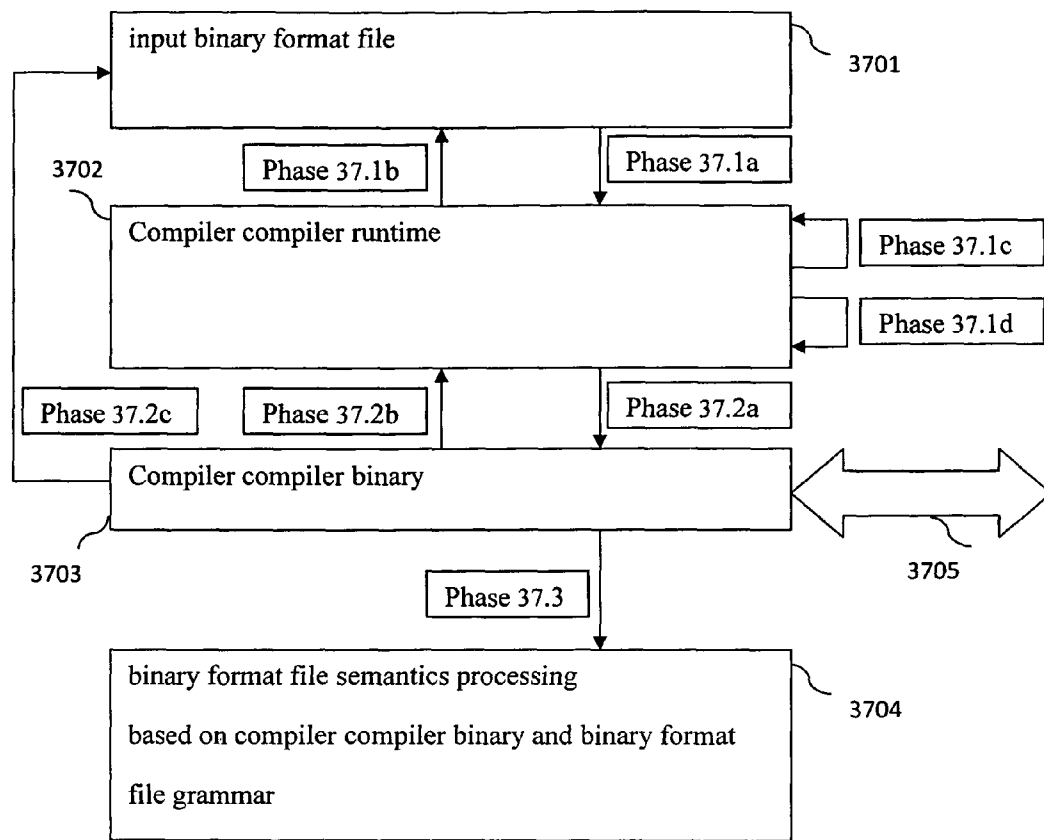 input binary format file
3701
Phase 37.1b
Phase 37.1a
3702
Compiler compiler runtime
Phase 37.1c
Phase 37.1d
Phase 37.2c
Phase 37.2b
Phase 37.2a
Compiler compiler binary
3703
3705
Phase 37.3
binary format file semantics processing
based on compiler compiler binary and binary format
file grammar
3704